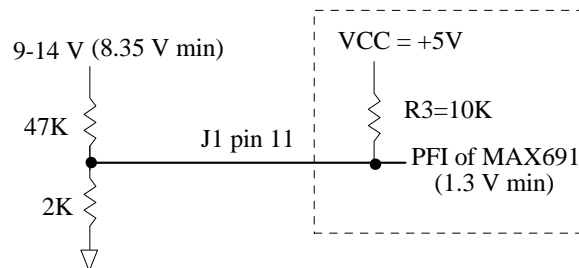 9-14 V (8.35 V min)
VCC = +5V
47K
R3=10K
J1 pin 11
PFI of MAX691
(1.3 V min)
2K